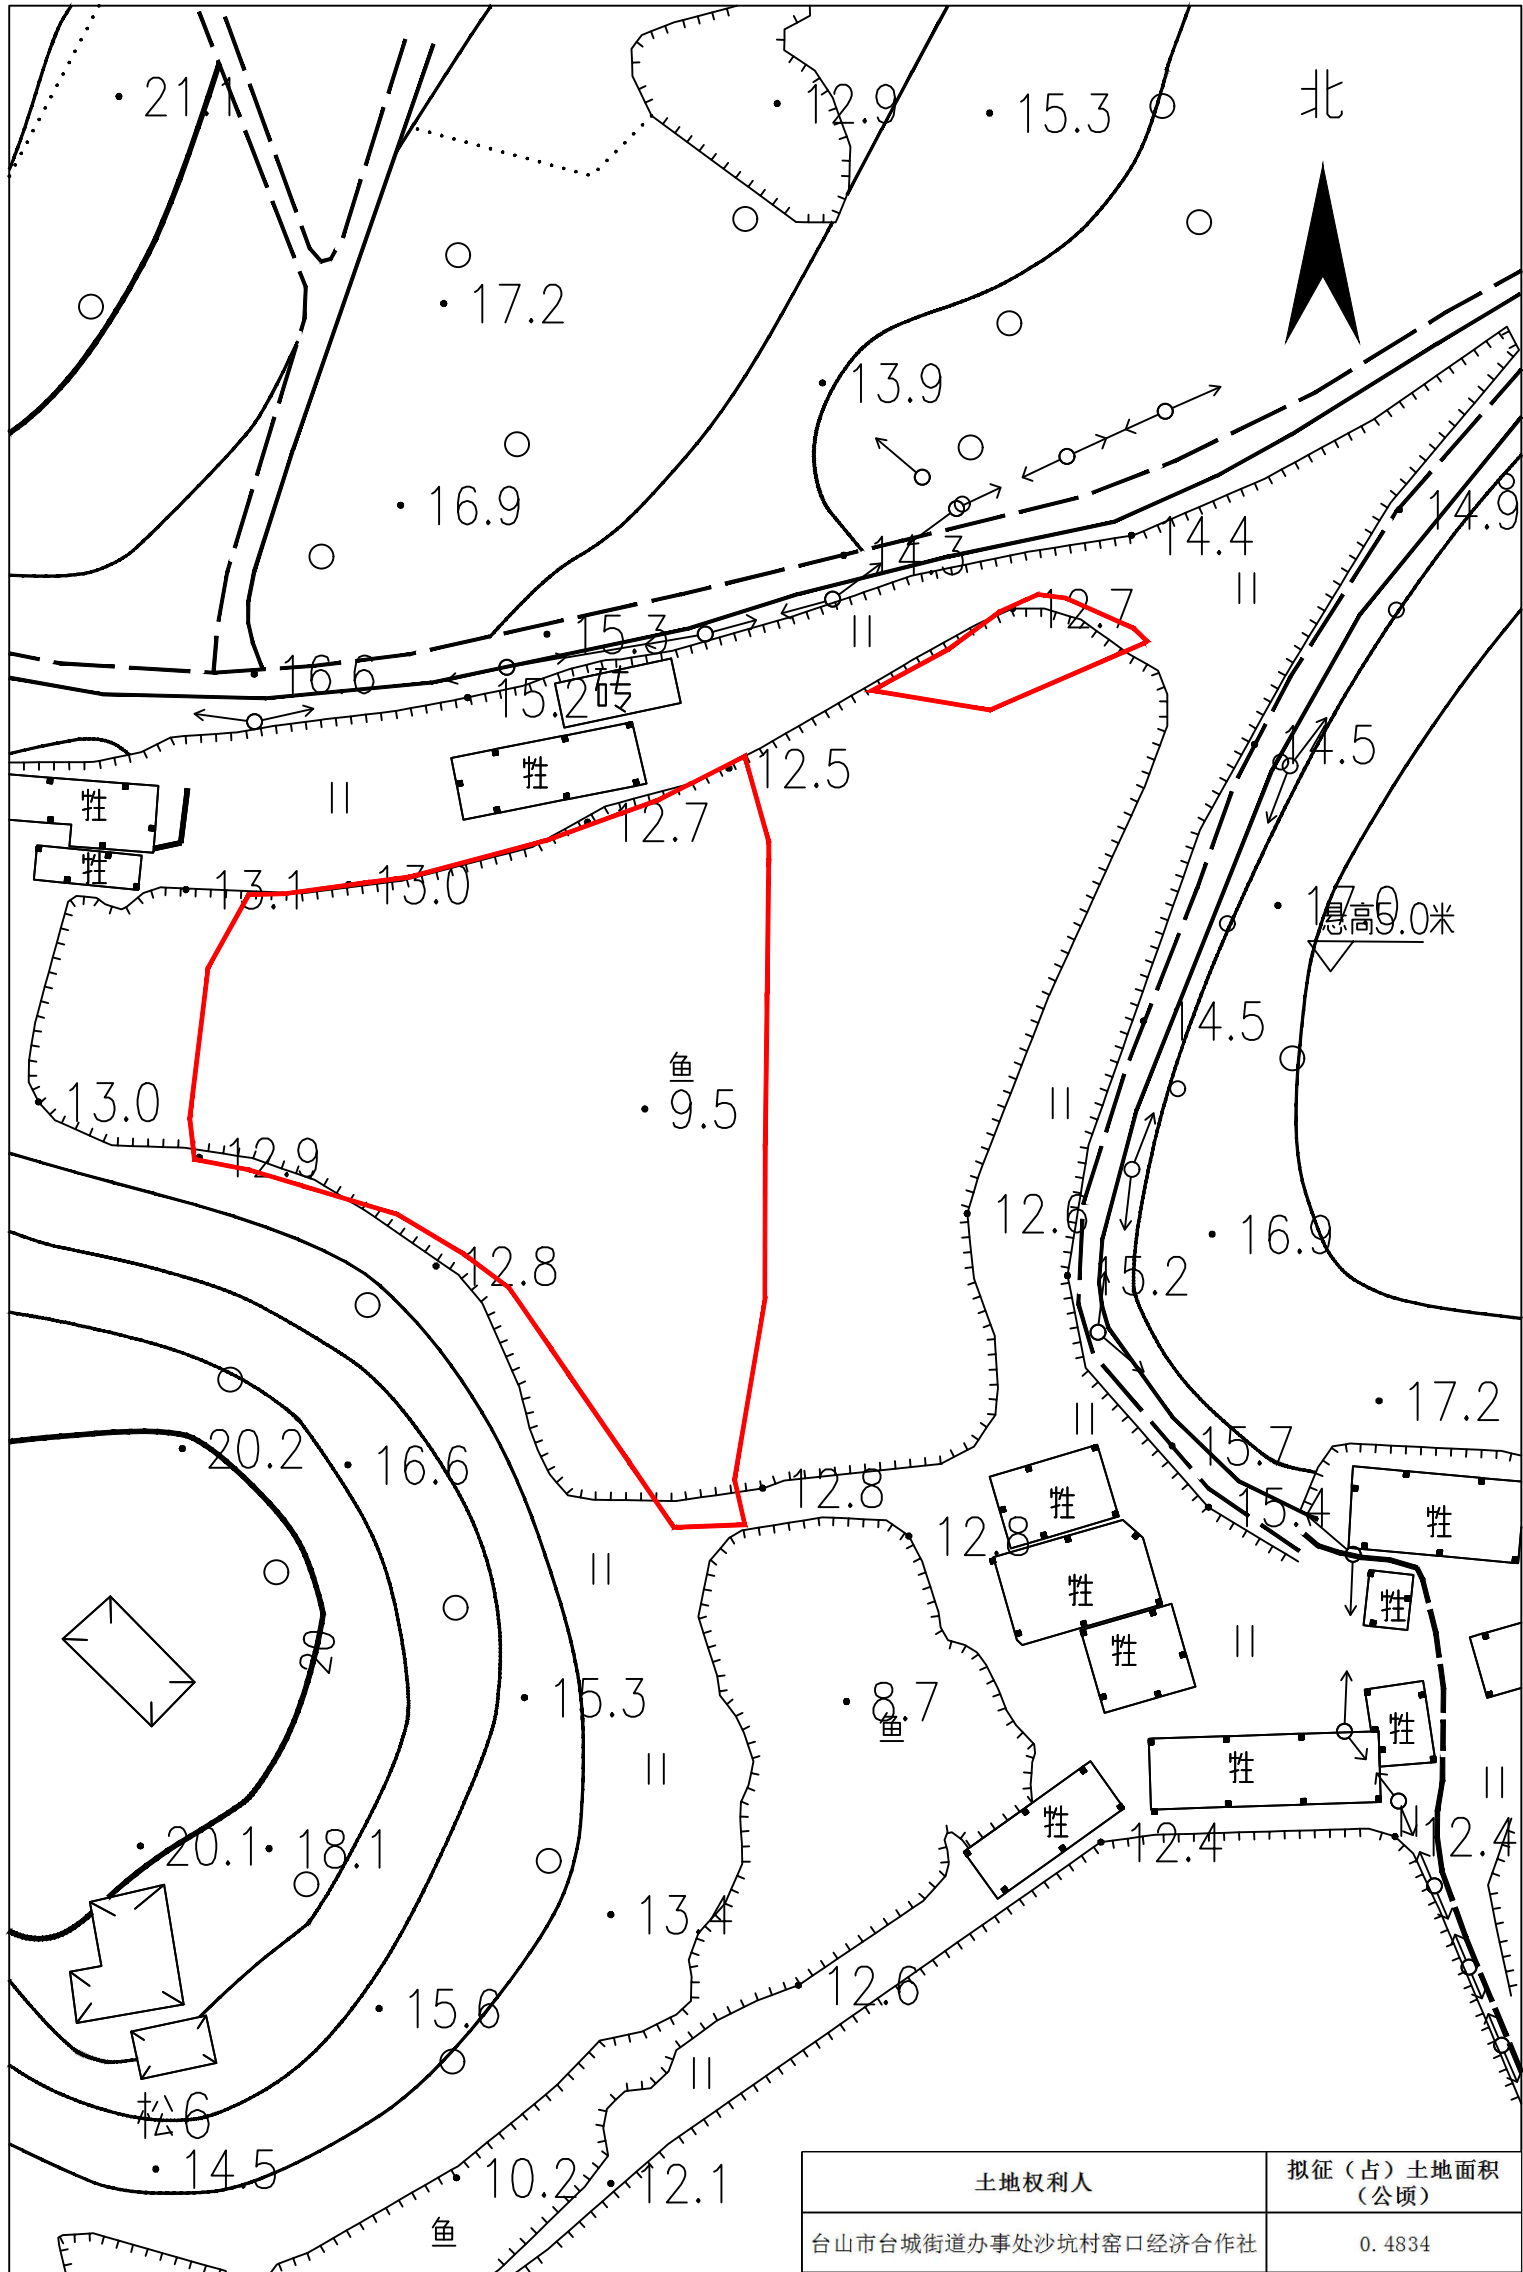 21.1
12.9
15.3
北
17.2
13.9
16.9
14.9
14.3
14.4
12.7
15.3
16.6
15.2
砖
14.5
牲
12.5
牲
12.7
牲
13.1
13.0
17.0
悬高5.0米
14.5
鱼
9.5
13.0
12.9
12.6
16.9
12.8
15.2
17.2
20.2
16.6
15.7
12.8
15.4
牲
牲
12.8
牲
牲
牲
20
15.3
8.7
鱼
牲
牲
牲
20.1
18.1
12.4
12.4
13.4
12.6
15.6
松6
14.5
10.2
12.1
鱼
土地权利人
拟征（占）土地面积
（公顷）
台山市台城街道办事处沙坑村窑口经济合作社
0.4834